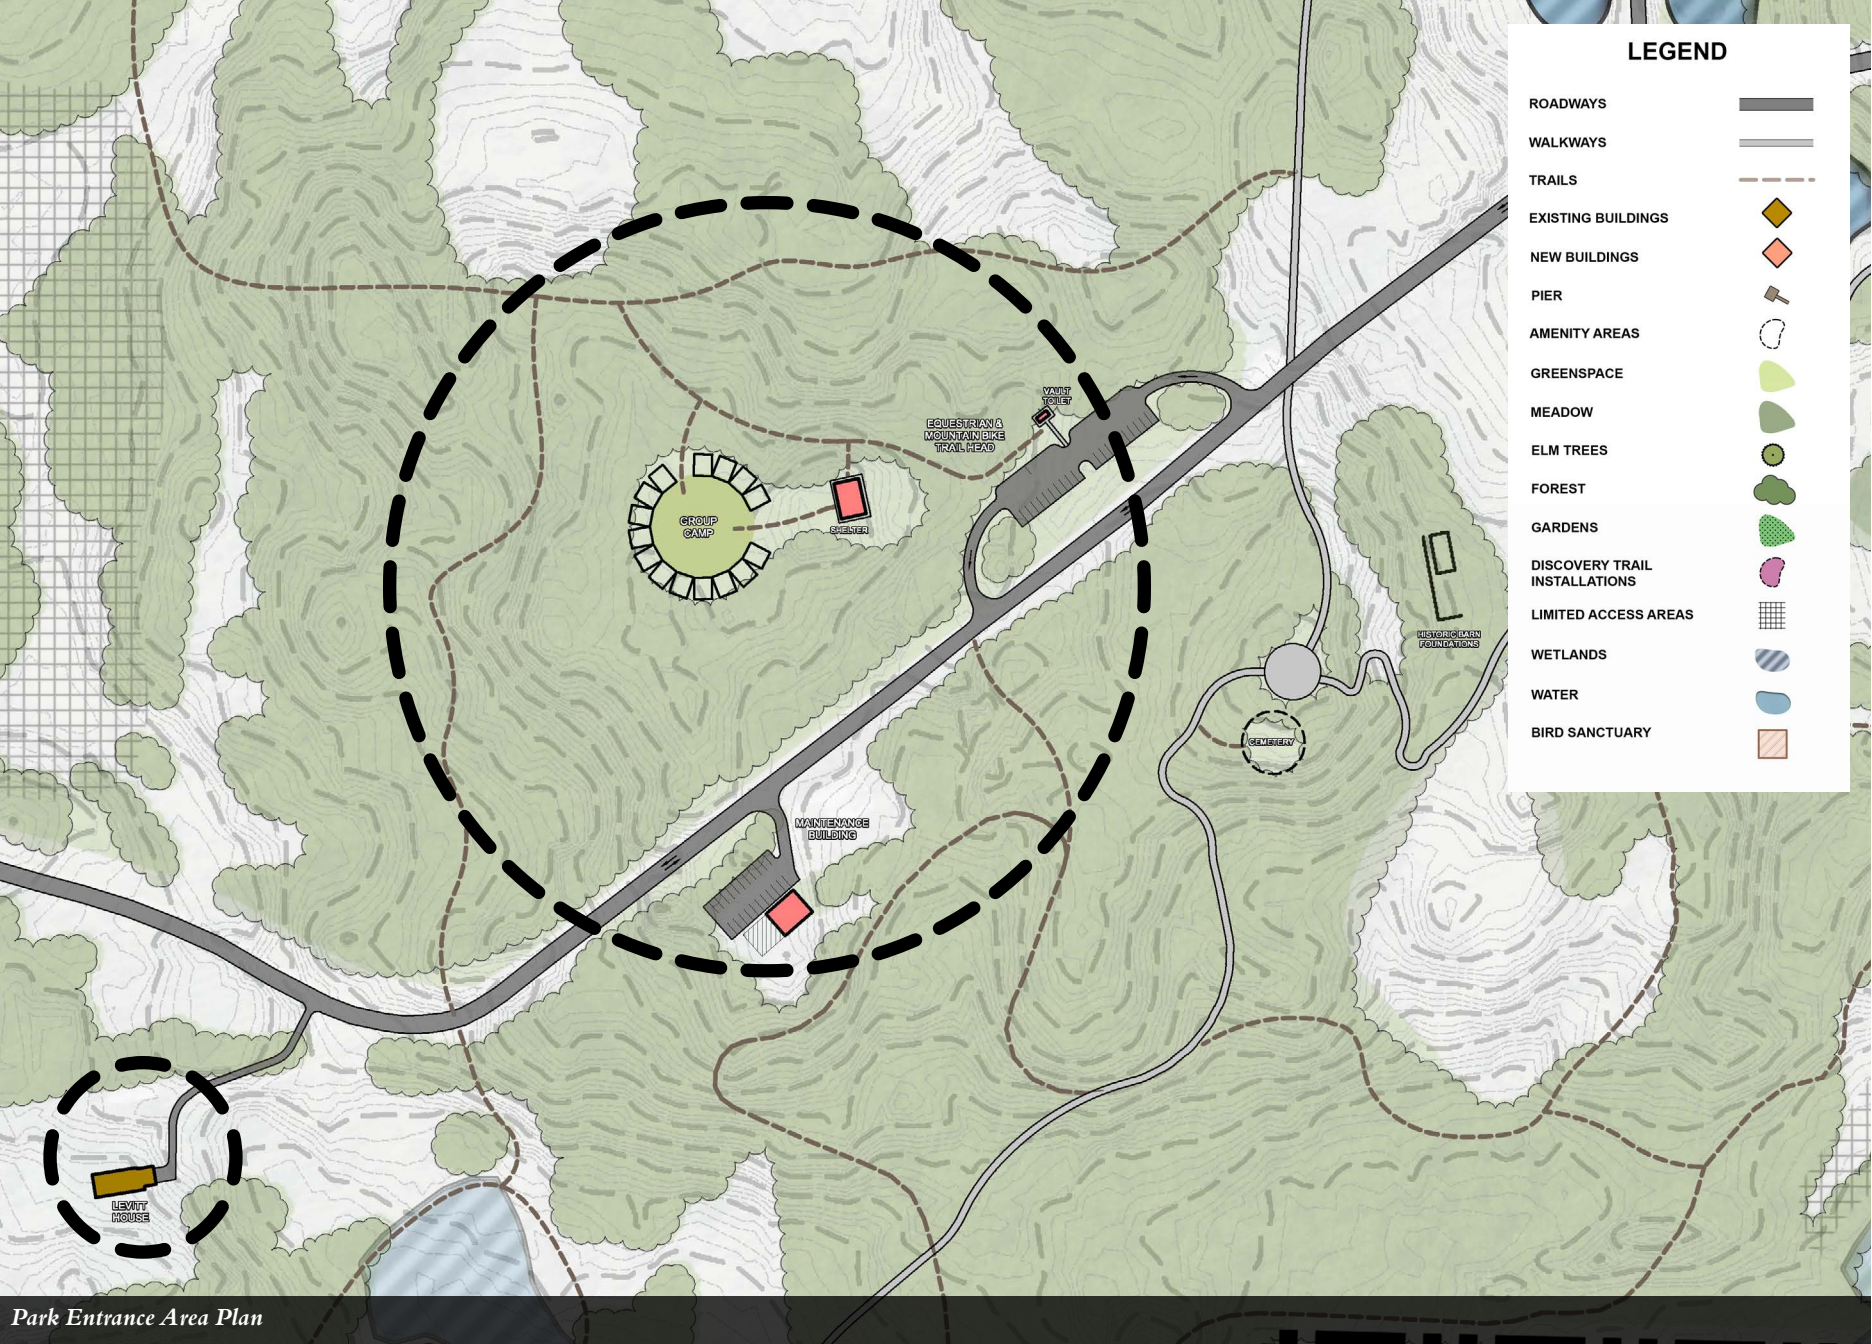 LEGEND
ROADWAYS
WALKWAYS
TRAILS
EXISTING BUILDINGS
NEW BUILDINGS
PIER
AMENITY AREAS
GREENSPACE
MEADOW
ELM TREES
FOREST
GARDENS
DISCOVERY TRAIL
INSTALLATIONS
LIMITED ACCESS AREAS
WETLANDS
WATER
BIRD SANCTUARY
VAULT
TOILET
EQUESTRIAN &
MOUNTAIN BIKE
TRAIL HEAD
GROUP
CAMP
SHELTER
HISTORIC BARN
FOUNDATIONS
CEMETERY
MAINTENANCE
BUILDING
LEVITT
HOUSE
Park Entrance Area Plan